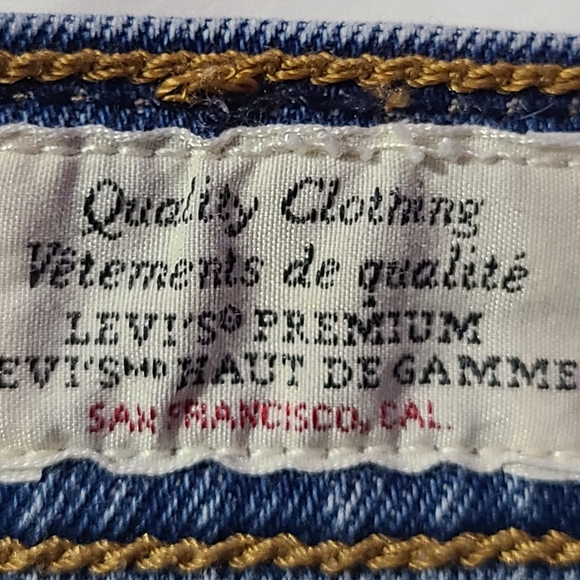 Quality Clothing
Vêtements de qualité
LEVI'S® PREMIUM
EVI'SMD HAUT DE GAMME
SAN FRANCISCO, CAL.